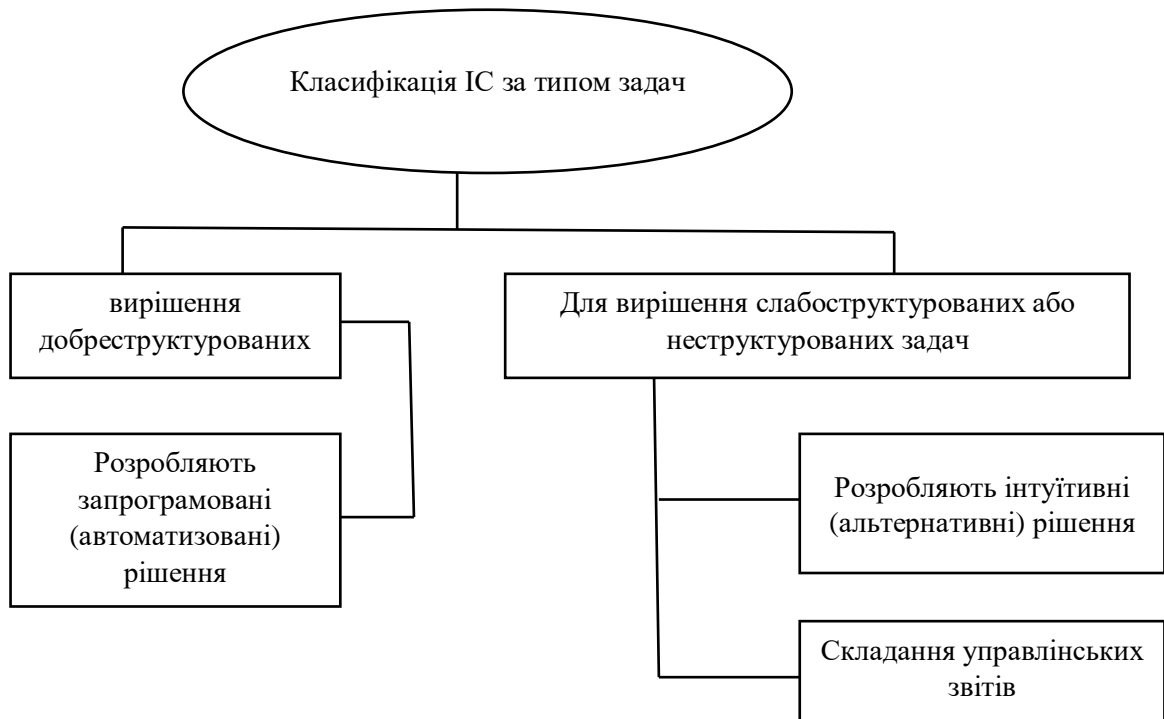 Класифікація ІС за типом задач
вирішення
добреструктурованих
Для вирішення слабоструктурованих або
неструктурованих задач
Розробляють
запрограмовані
(автоматизовані)
рішення
Розробляють інтуїтивні
(альтернативні) рішення
Складання управлінських
звітів